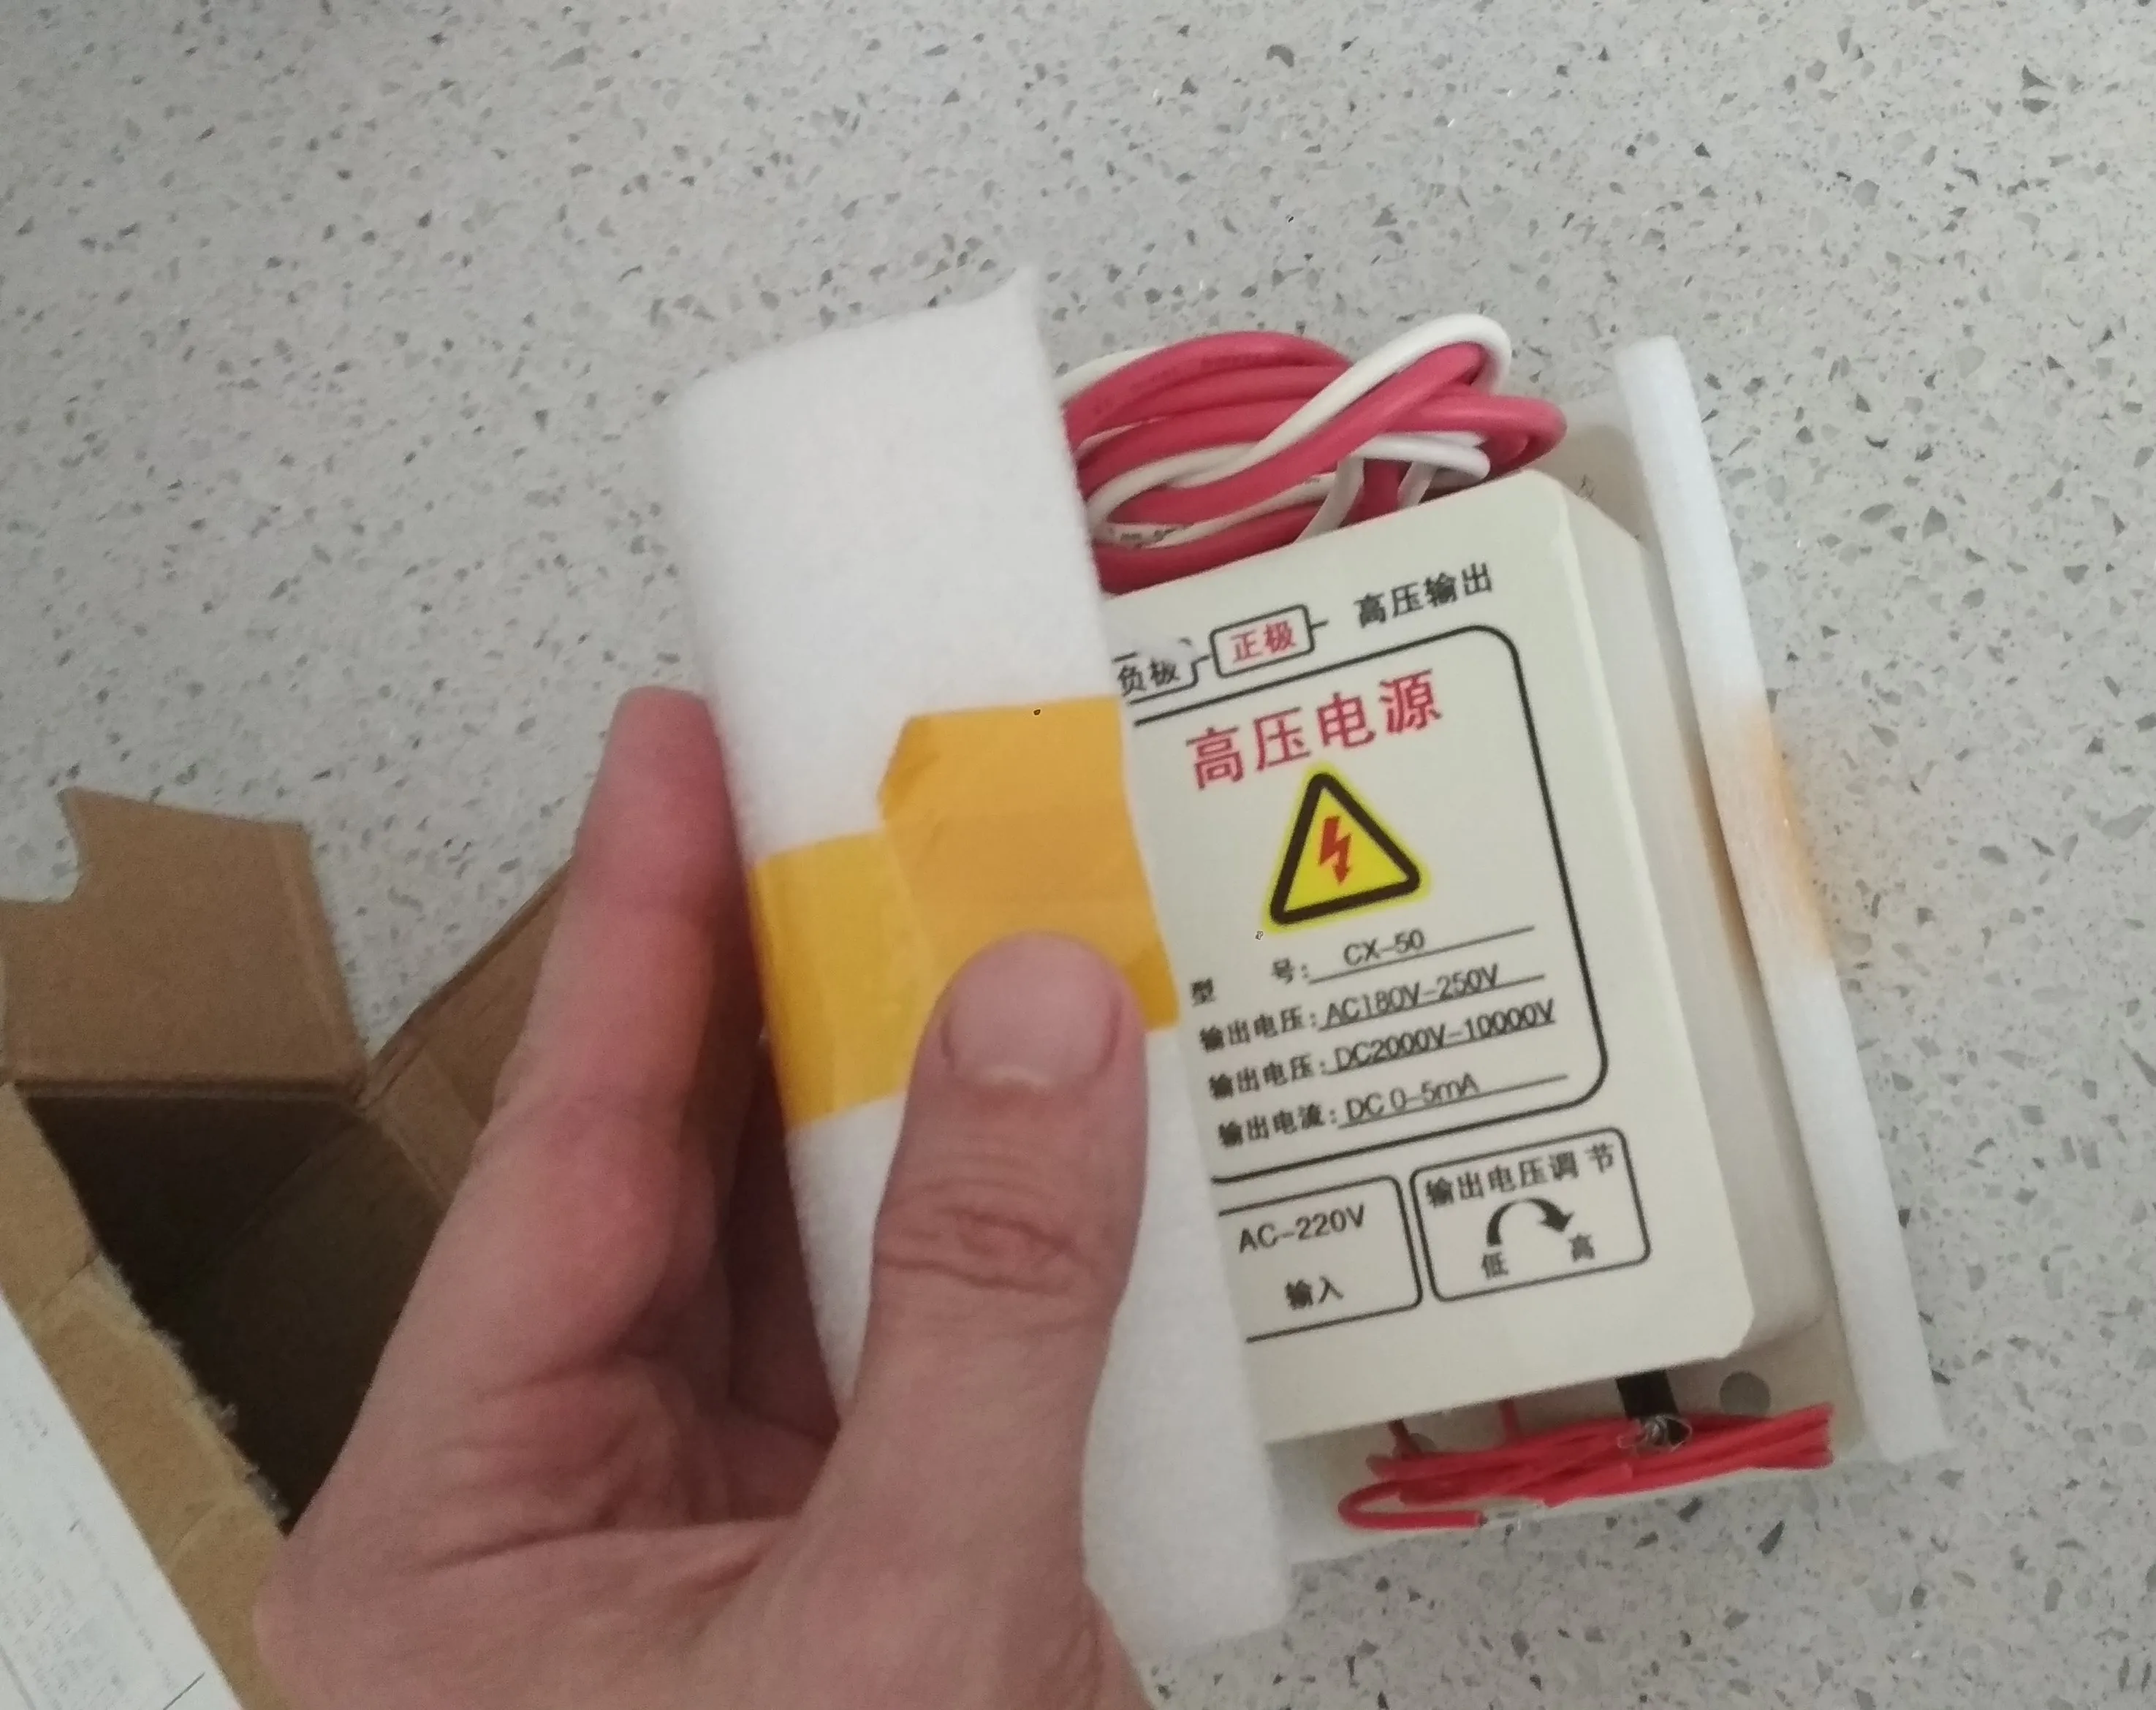 高压输出
负极 正极
高压电源
型 号: CX-50
输出电压: AC180V-250V
输出电压: DC2000V-10000V
输出电流: DC 0-5mA
AC-220V
输入
输出电压调节
低 高